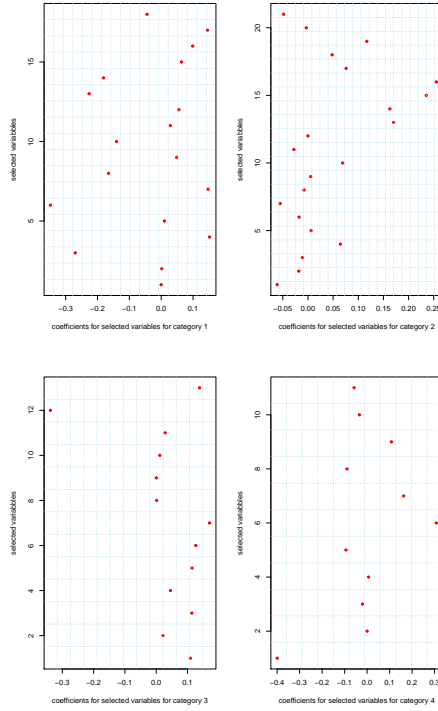 15
10
5
selected variabbles
−0.3 −0.2 −0.1 0.0 0.1
coefficients for selected variables for category 1
20
15
10
5
selected variabbles
−0.05 0.00 0.05 0.10 0.15 0.20 0.25
coefficients for selected variables for category 2
12
10
8
6
4
2
selected variabbles
−0.3 −0.2 −0.1 0.0 0.1
coefficients for selected variables for category 3
10
8
6
4
2
selected variabbles
−0.4 −0.3 −0.2 −0.1 0.0 0.1 0.2 0.3
coefficients for selected variables for category 4